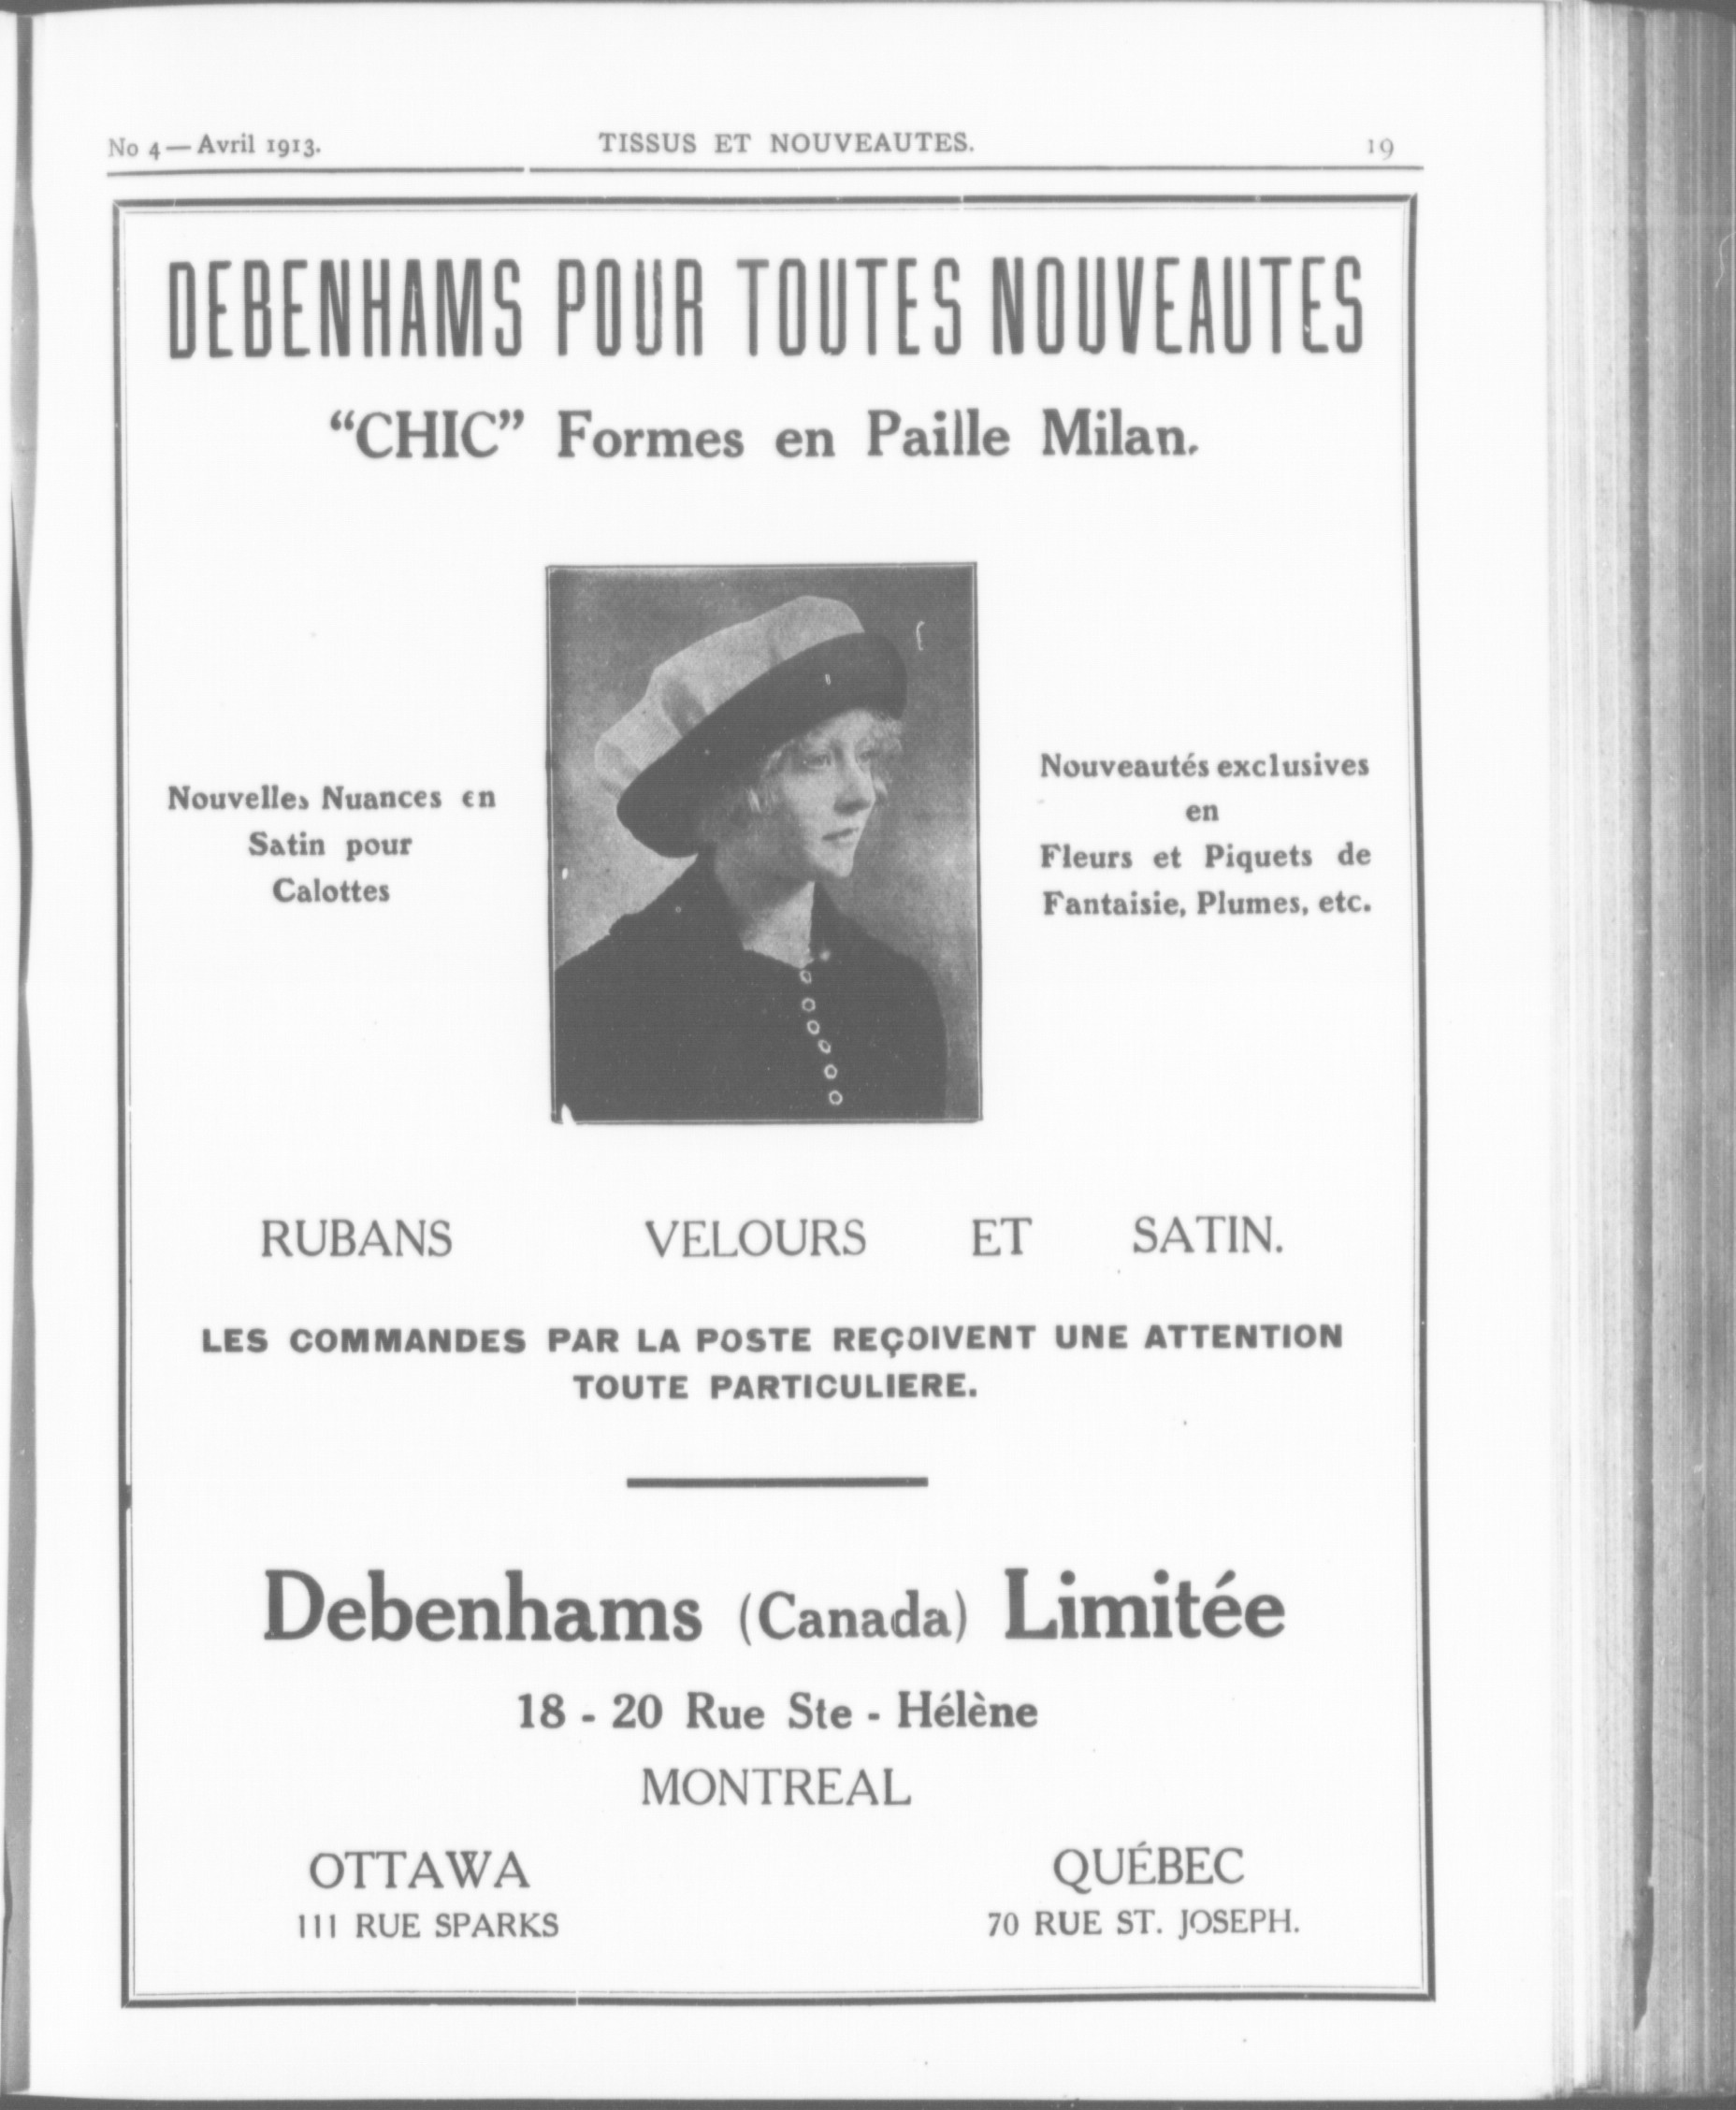 No 4 — Avril 1913.
TISSUS ET NOUVEAUTES.
19
DEBENHAMS POUR TOUTES NOUVEAUTES
“CHIC” Formes en Paille Milan.
Nouvelles Nuances en
Satin pour
Calottes
Nouveautés exclusives
en
Fleurs et Piquets de
Fantaisie, Plumes, etc.
RUBANS VELOURS ET SATIN.
LES COMMANDES PAR LA POSTE REÇOIVENT UNE ATTENTION
TOUTE PARTICULIERE.
Debenhams (Canada) Limitée
18 - 20 Rue Ste - Hélène
MONTREAL
OTTAWA
111 RUE SPARKS
QUÉBEC
70 RUE ST. JOSEPH.